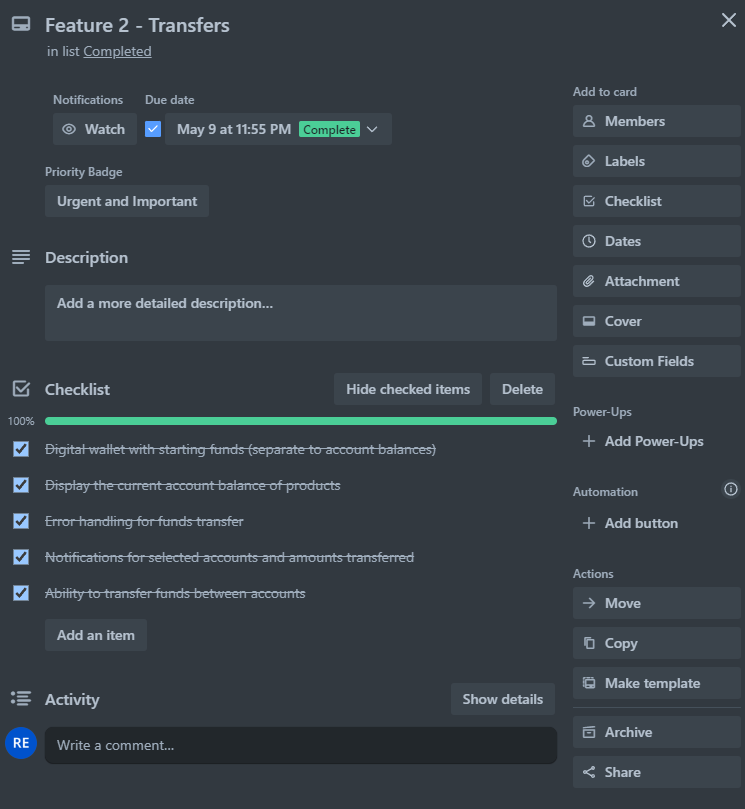 Feature 2 - Transfers
in list Completed
Notifications
Watch
Due date
May 9 at 11:55 PM Complete
Priority Badge
Urgent and Important
Description
Add a more detailed description...
Checklist
Hide checked items
Delete
100%
Digital wallet with starting funds (separate to account balances)
Display the current account balance of products
Error handling for funds transfer
Notifications for selected accounts and amounts transferred
Ability to transfer funds between accounts
Add an item
Activity
Show details
RE
Write a comment...
Add to card
Members
Labels
Checklist
Dates
Attachment
Cover
Custom Fields
Power-Ups
Add Power-Ups
Automation
Add button
Actions
Move
Copy
Make template
Archive
Share